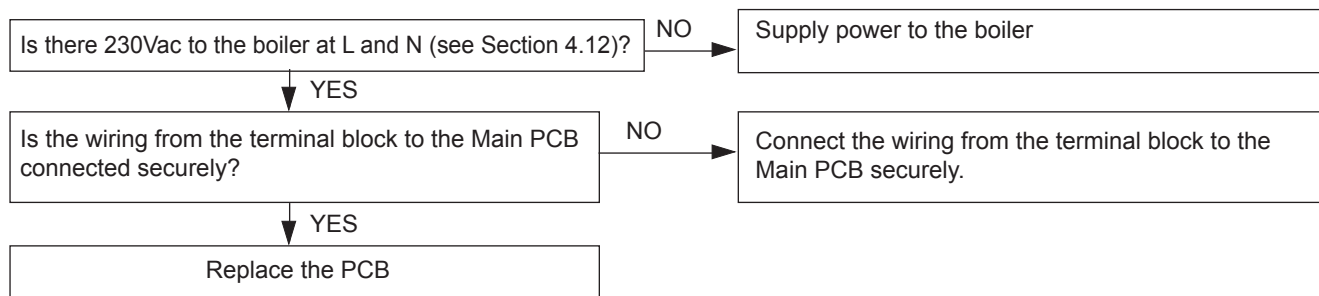 Is there 230Vac to the boiler at L and N (see Section 4.12)?
NO
Supply power to the boiler
YES
Is the wiring from the terminal block to the Main PCB
connected securely?
NO
Connect the wiring from the terminal block to the
Main PCB securely.
YES
Replace the PCB